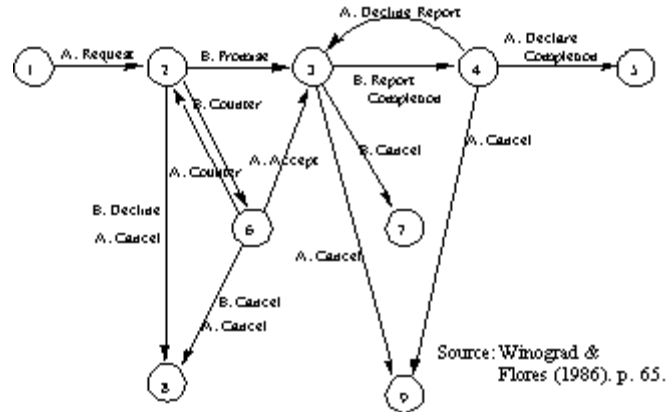 A. Decline Report
A. Request
B. Promise
A. Declare
Completion
1
2
3
4
5
B. Report
Completion
B. Counter
A. Cancel
A. Counter
A. Accept
B. Cancel
B. Decline
A. Cancel
6
7
A. Cancel
B. Cancel
A. Cancel
8
9
Source: Winograd &
Flores (1986). p. 65.